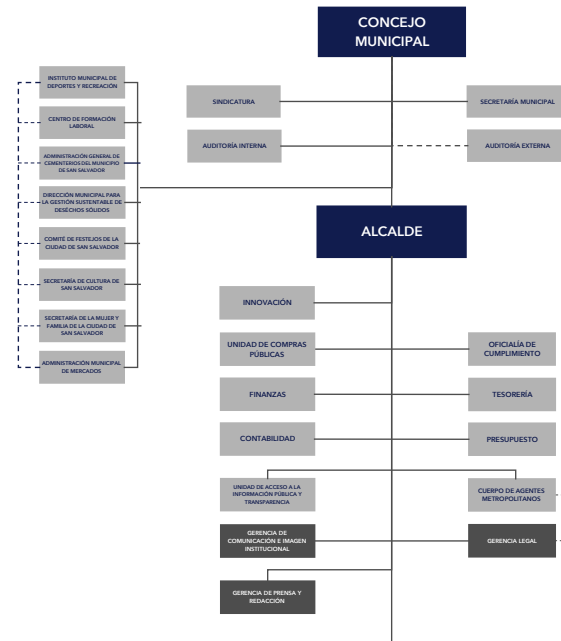 CONCEJO
MUNICIPAL
INSTITUTO MUNICIPAL DE
DEPORTES Y RECREACIÓN
CENTRO DE FORMACIÓN
LABORAL
ADMINISTRACIÓN GENERAL DE
CEMENTERIOS DEL MUNICIPIO
DE SAN SALVADOR
DIRECCIÓN MUNICIPAL PARA
LA GESTIÓN SUSTENTABLE DE
DESÉCHOS SÓLIDOS
COMITÉ DE FESTEJOS DE LA
CIUDAD DE SAN SALVADOR
SECRETARÍA DE CULTURA DE
SAN SALVADOR
SECRETARÍA DE LA MUJER Y
FAMILIA DE LA CIUDAD DE
SAN SALVADOR
ADMINISTRACIÓN MUNICIPAL
DE MERCADOS
SINDICATURA
SECRETARÍA MUNICIPAL
AUDITORÍA INTERNA
AUDITORÍA EXTERNA
ALCALDE
INNOVACIÓN
UNIDAD DE COMPRAS
PÚBLICAS
OFICIALÍA DE
CUMPLIMIENTO
FINANZAS
TESORERÍA
CONTABILIDAD
PRESUPUESTO
UNIDAD DE ACCESO A LA
INFORMACIÓN PÚBLICA Y
TRANSPARENCIA
CUERPO DE AGENTES
METROPOLITANOS
GERENCIA DE
COMUNICACIÓN E IMAGEN
INSTITUCIONAL
GERENCIA LEGAL
GERENCIA DE PRENSA Y
REDACCIÓN